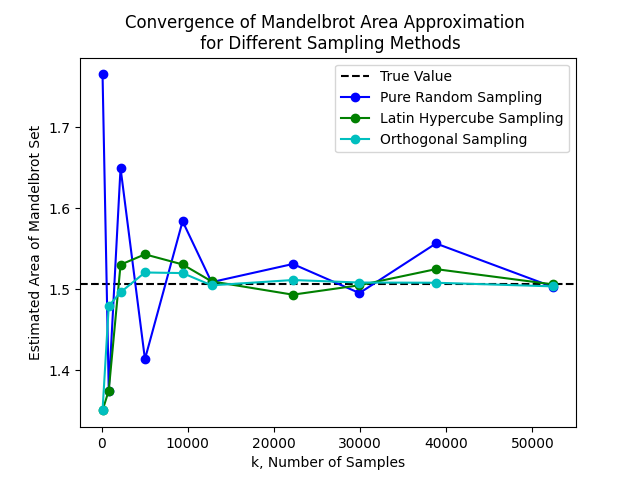 Convergence of Mandelbrot Area Approximation
for Different Sampling Methods
True Value
Pure Random Sampling
Latin Hypercube Sampling
Orthogonal Sampling
Estimated Area of Mandelbrot Set
1.7
1.6
1.5
1.4
0 10000 20000 30000 40000 50000
k, Number of Samples